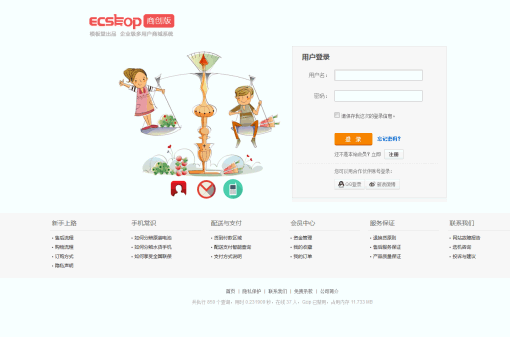 ecshop 商创版
模板堂出品 企业级多用户商城系统
用户登录
用户名：
密码：
请保存我这次的登录信息。
登 录 忘记密码？
还不是本站会员？立即 注册
您可以用合作伙伴账号登录：
QQ登录 新浪微博
新手上路 手机常识 配送与支付 会员中心 服务保证 联系我们
售后流程 如何分辨原装电池 货到付款区域 资金管理 退换货原则 网站故障报告
购物流程 如何分辨水货手机 配送支付智能查询 我的收藏 售后服务保证 选机咨询
订购方式 如何享受全国联保 支付方式说明 我的订单 产品质量保证 投诉与建议
隐私声明
首页 | 隐私保护 | 联系我们 | 免责条款 | 公司简介